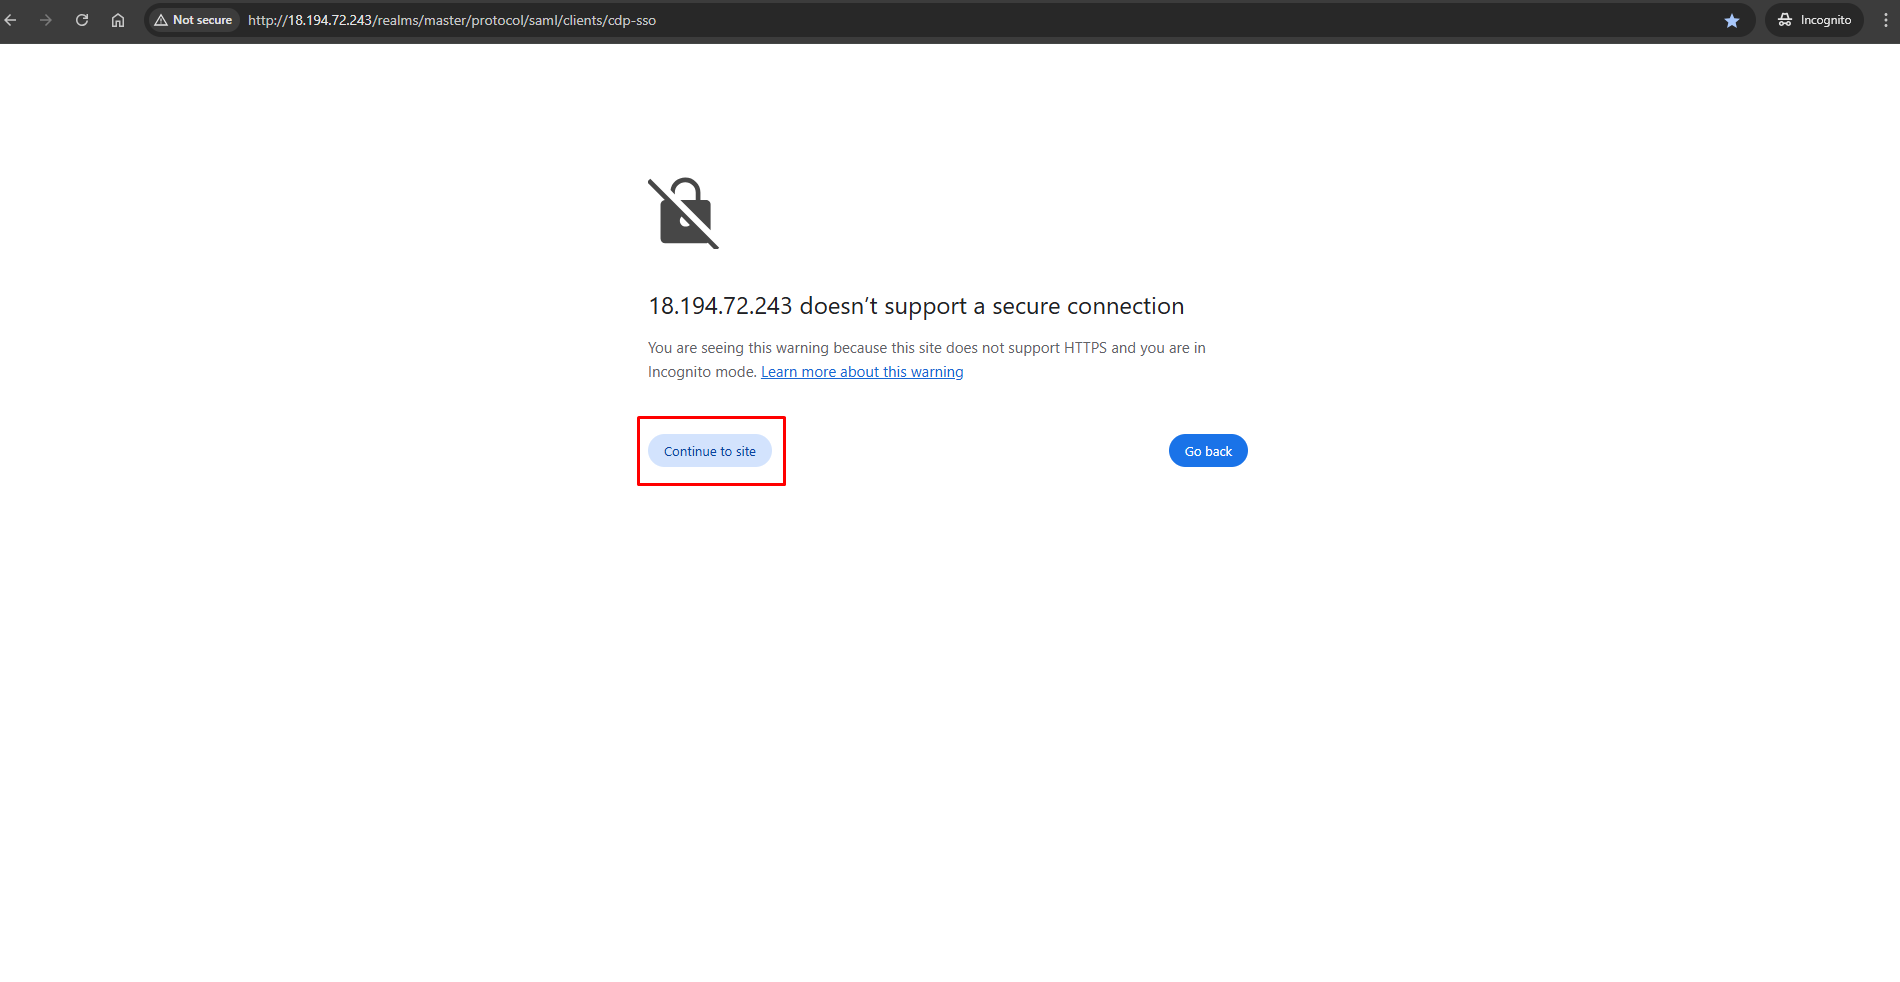 Not secure http://18.194.72.243/realms/master/protocol/saml/clients/cdp-sso Incognito
18.194.72.243 doesn’t support a secure connection
You are seeing this warning because this site does not support HTTPS and you are in
Incognito mode. Learn more about this warning
Continue to site Go back